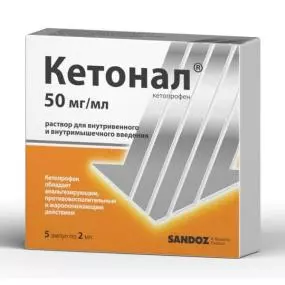 Кетонал®
кетопрофен
50 мг/мл
раствор для внутривенного
и внутримышечного введения
Кетопрофен
обладает
анальгезирующим,
противовоспалительным
и жаропонижающим
действием
5 ампул по 2 мл
SANDOZ